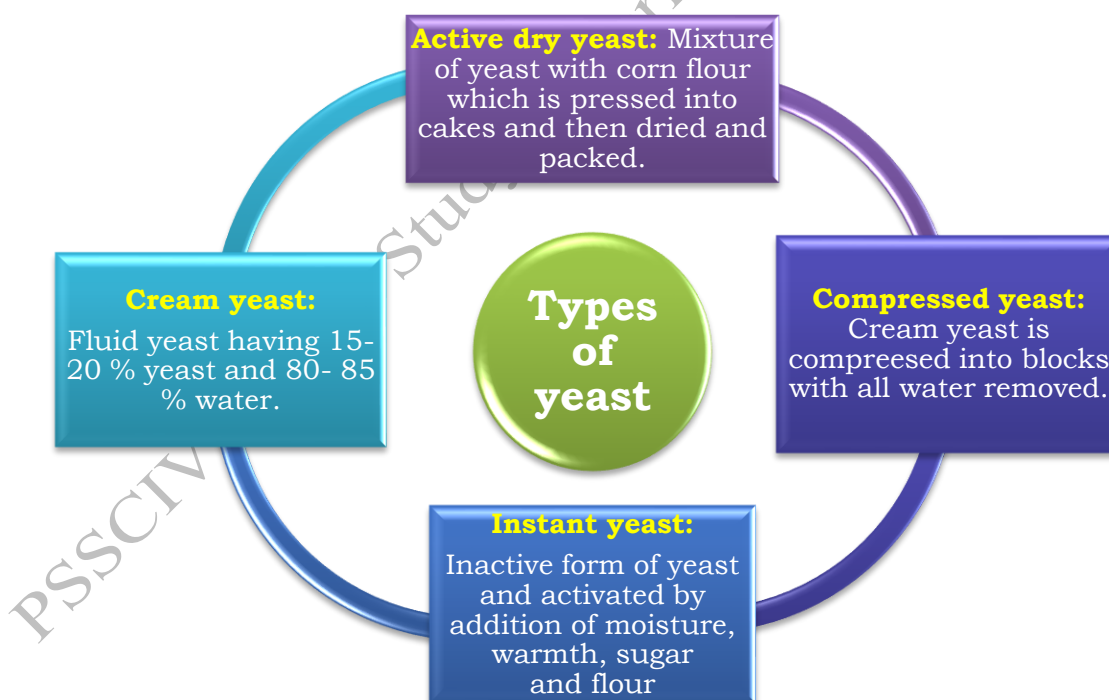 Active dry yeast: Mixture
of yeast with corn flour
which is pressed into
cakes and then dried and
packed.
Cream yeast:
Fluid yeast having 15-
20 % yeast and 80- 85
% water.
Types
of
yeast
Compressed yeast:
Cream yeast is
compreesed into blocks
with all water removed.
Instant yeast:
Inactive form of yeast
and activated by
addition of moisture,
warmth, sugar
and flour
PSSCIV